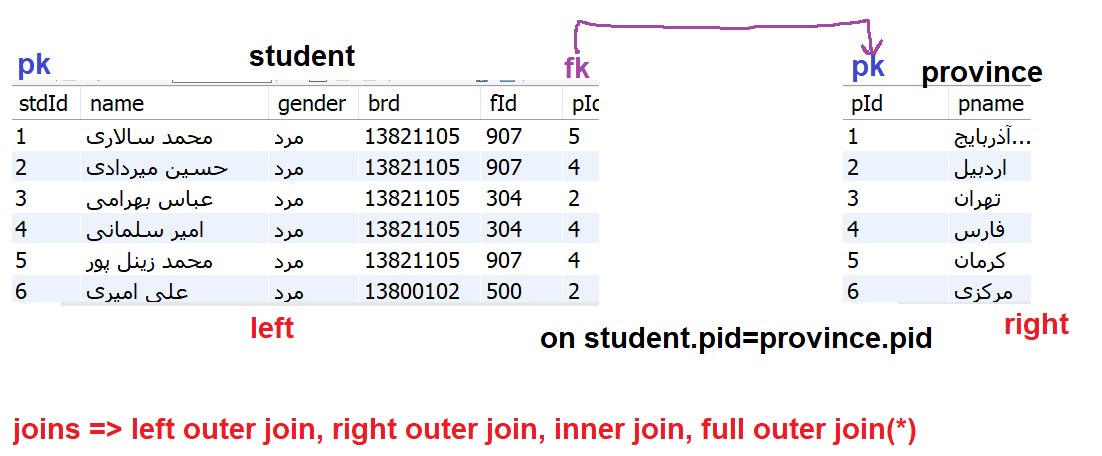 pk student fk pk province
stdId name gender brd fId pId pId pname
1 محمد سالاری مرد 13821105 907 5 1 آذربایج...
2 حسین میردادی مرد 13821105 907 4 2 اردبیل
3 عباس بهرامی مرد 13821105 304 2 3 تهران
4 امیر سلمانی مرد 13821105 304 4 4 فارس
5 محمد زینل پور مرد 13821105 907 4 5 کرمان
6 علی امیری مرد 13800102 500 2 6 مرکزی
left right
on student.pid=province.pid
joins => left outer join, right outer join, inner join, full outer join(*)